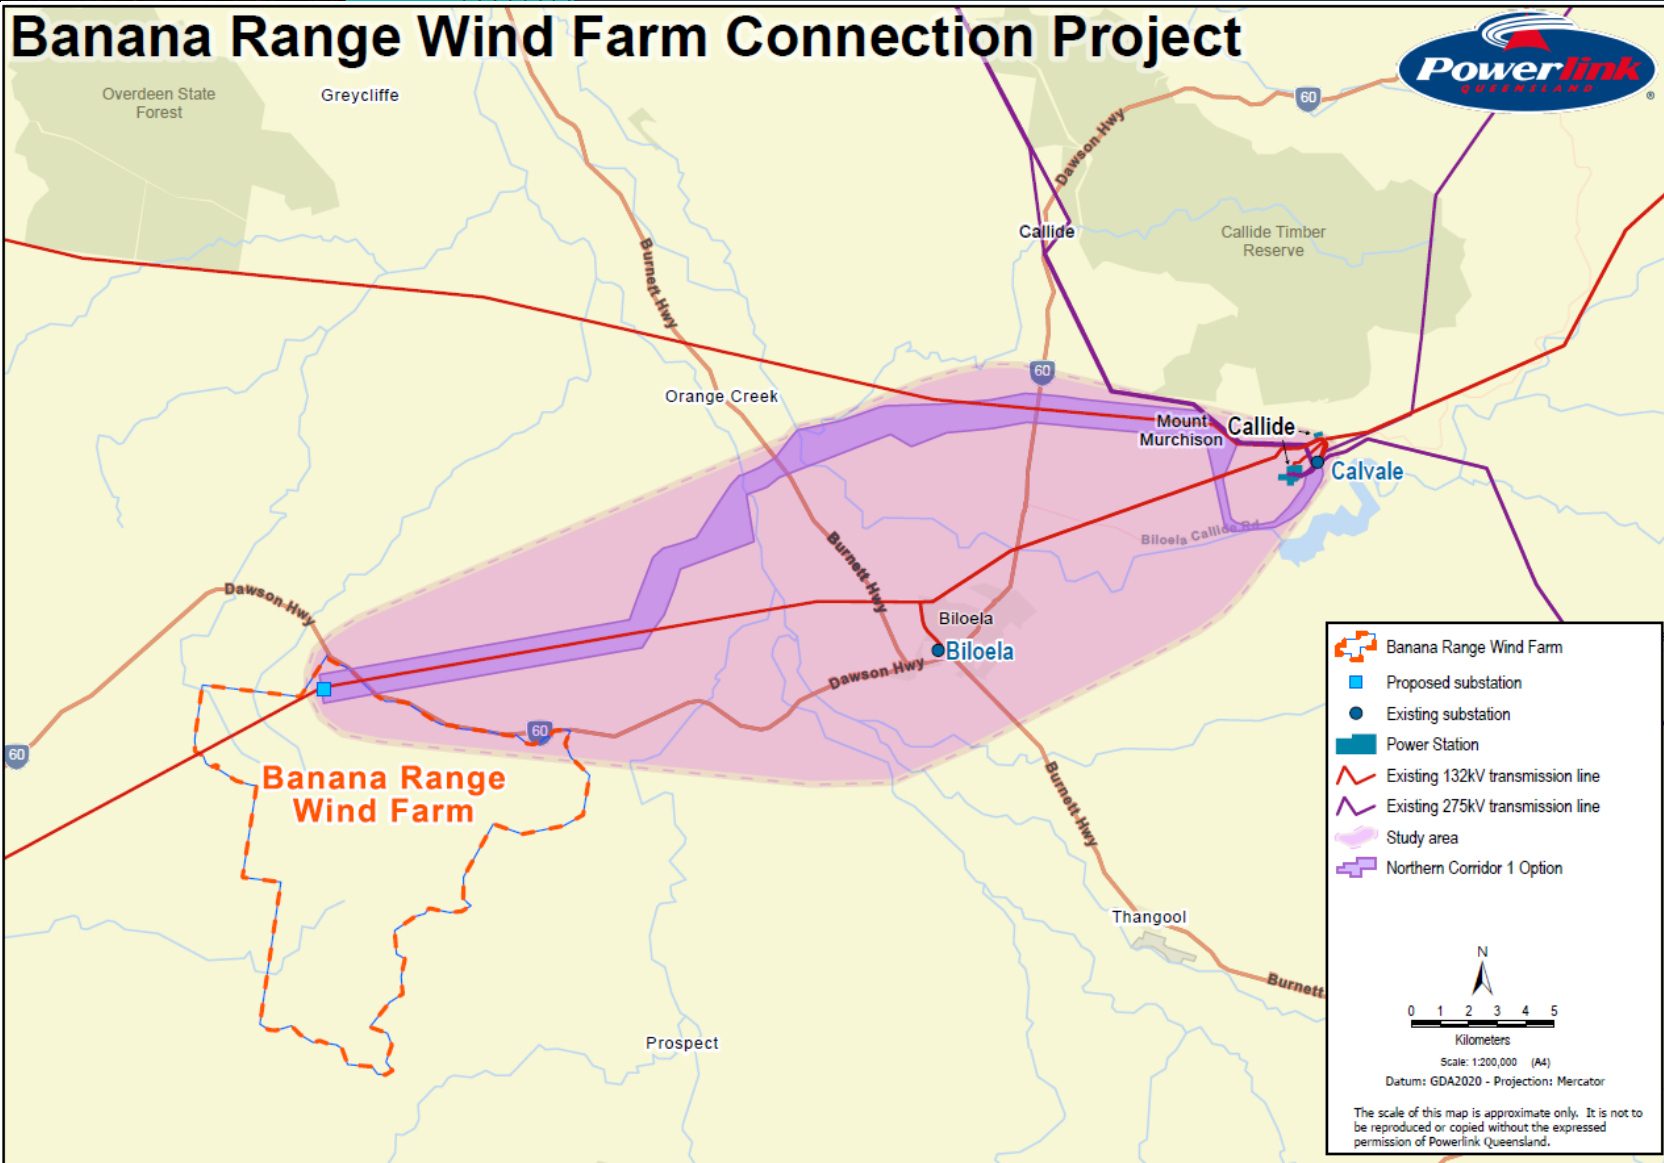 Banana Range Wind Farm Connection Project
Powerlink
QUEENSLAND
®
Overdeen State
Forest
Greycliffe
60
Dawson Hwy
Callide
Callide Timber
Reserve
Burnett Hwy
60
Orange Creek
Mount
Murchison
Callide
Calvale
Biloela Callide Rd
Burnett Hwy
Dawson Hwy
Biloela
Biloela
Dawson Hwy
60
60
Banana Range
Wind Farm
Burnett Hwy
Thangool
Burnett
Prospect
Banana Range Wind Farm
Proposed substation
Existing substation
Power Station
Existing 132kV transmission line
Existing 275kV transmission line
Study area
Northern Corridor 1 Option
N
0 1 2 3 4 5
Kilometers
Scale: 1:200,000 (A4)
Datum: GDA2020 - Projection: Mercator
The scale of this map is approximate only. It is not to
be reproduced or copied without the expressed
permission of Powerlink Queensland.